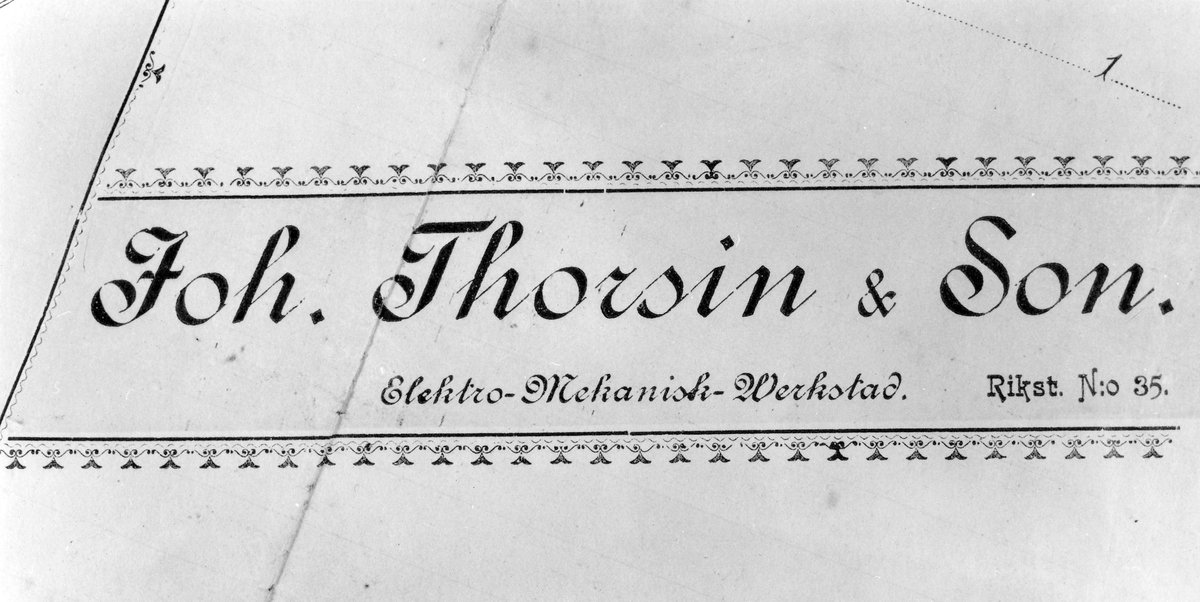 1
Joh. Thorsin & Son.
Elektro-Mekanisk-Werkstad. Rikst. N:o 35.